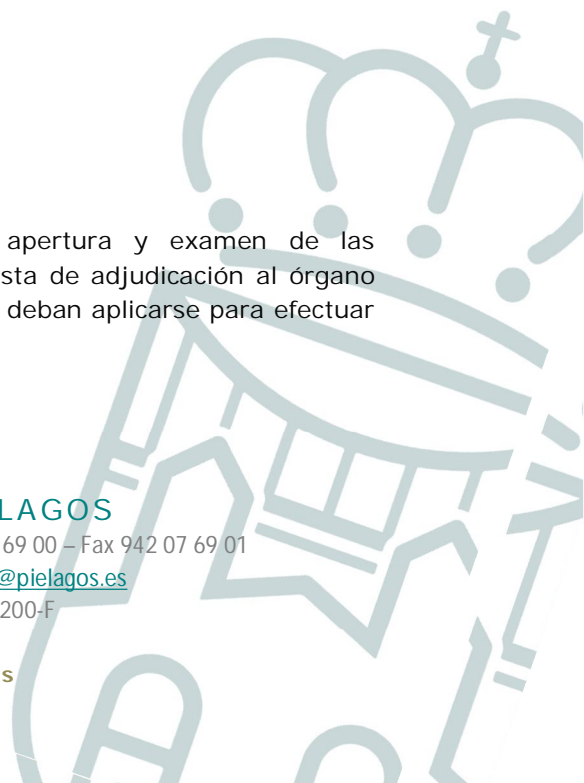 apertura y examen de las
sta de adjudicación al órgano
deban aplicarse para efectuar
LAGOS
69 00 – Fax 942 07 69 01
@pielagos.es
200-F
s